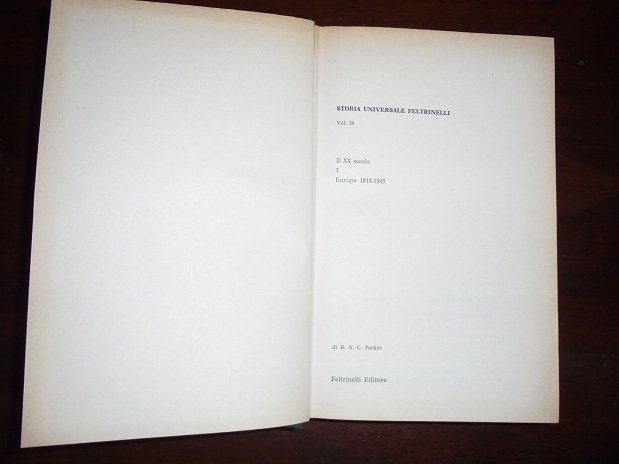 STORIA UNIVERSALE FELTRINELLI
Vol. 34
Il XX secolo
I
Europa 1918-1945
di R. A. C. Parker
Feltrinelli Editore